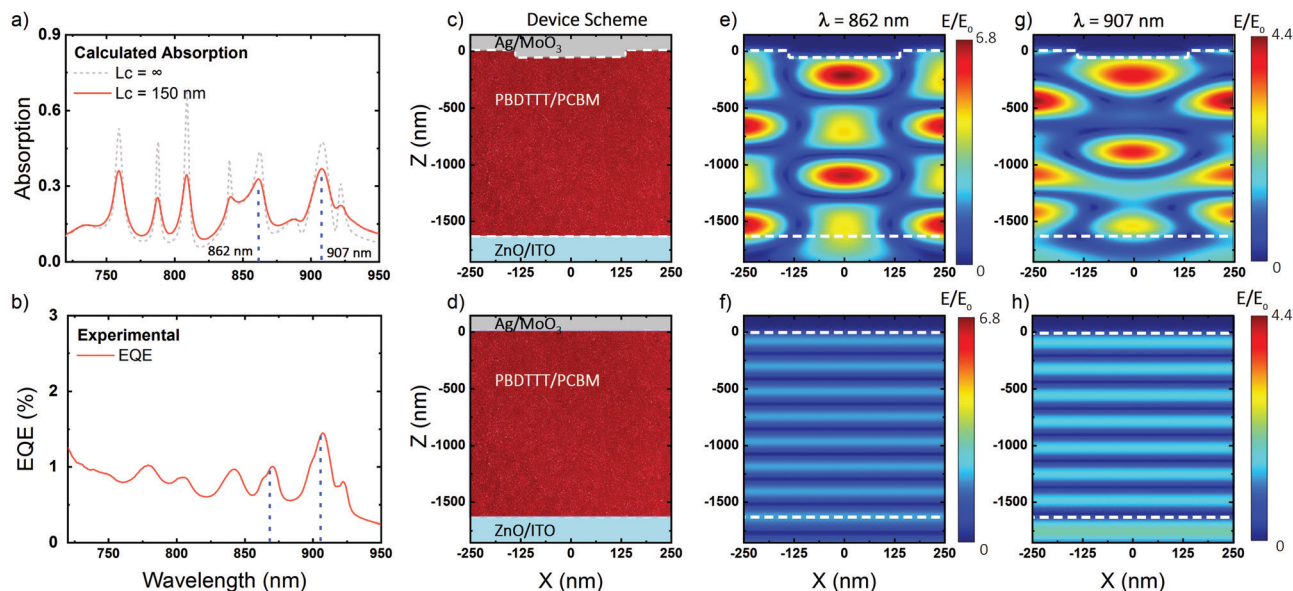 a)
0.9
0.6
0.3
0.0
Absorption
Calculated Absorption
Lc = ∞
Lc = 150 nm
862 nm
907 nm
750
800
850
900
950
b)
3
2
1
0
EQE (%)
Experimental
EQE
750
800
850
900
950
Wavelength (nm)
c)
Device Scheme
Ag/MoO₃
PBDTTT/PCBM
ZnO/ITO
0
-500
-1000
-1500
Z (nm)
-250
-125
0
125
250
d)
Ag/MoO₃
PBDTTT/PCBM
ZnO/ITO
0
-500
-1000
-1500
Z (nm)
-250
-125
0
125
250
X (nm)
e)
λ = 862 nm
E/E₀
6.8
0
0
-500
-1000
-1500
-250
-125
0
125
250
f)
E/E₀
6.8
0
0
-500
-1000
-1500
-250
-125
0
125
250
X (nm)
g)
λ = 907 nm
E/E₀
4.4
0
0
-500
-1000
-1500
-250
-125
0
125
250
h)
E/E₀
4.4
0
0
-500
-1000
-1500
-250
-125
0
125
250
X (nm)